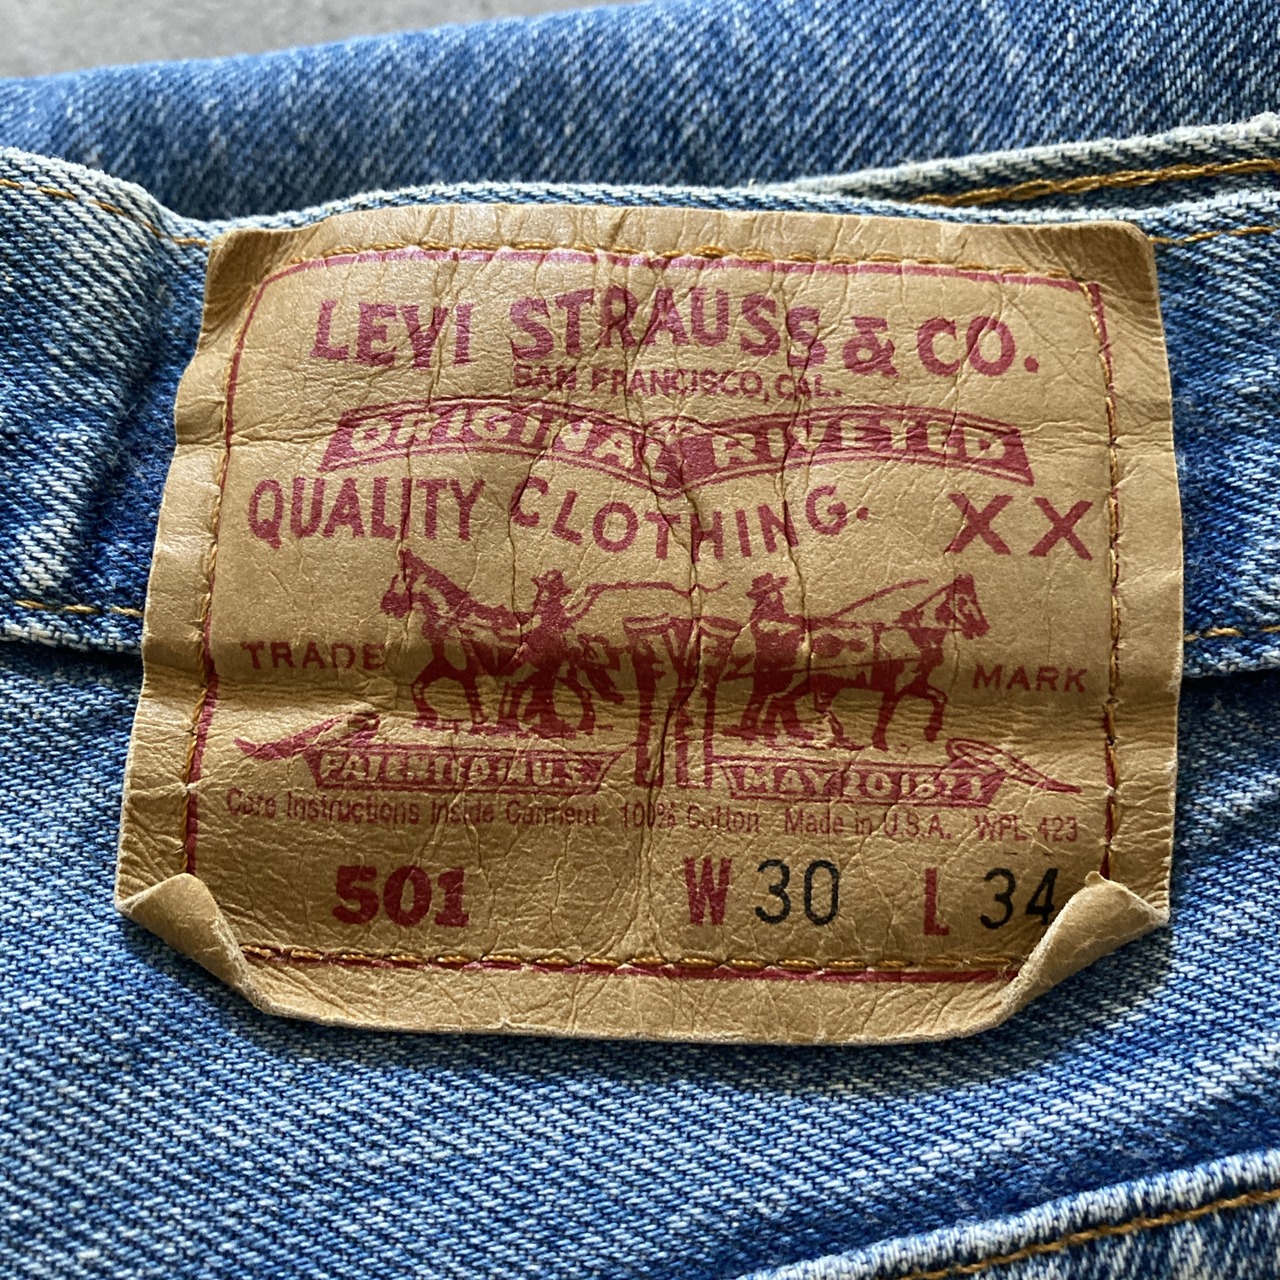 LEVI STRAUSS & CO.
SAN FRANCISCO, CAL.
ORIGINAL RIVETED
QUALITY CLOTHING. XX
TRADE MARK
PATENTED IN U.S. MAY 20 1873
Care Instructions Inside Garment 100% Cotton Made in U.S.A. WPL 423
501 W 30 L 34